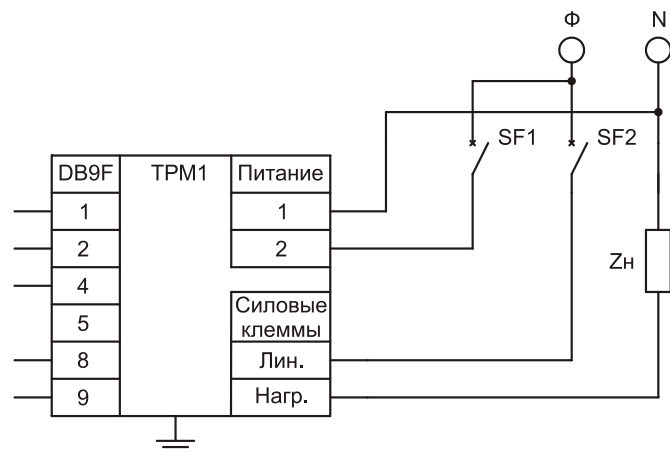 Ф N
SF1 SF2
DB9F ТРМ1 Питание
1 1
2 2
4
5
8
9
Силовые
клеммы
Лин.
Нагр.
Zн